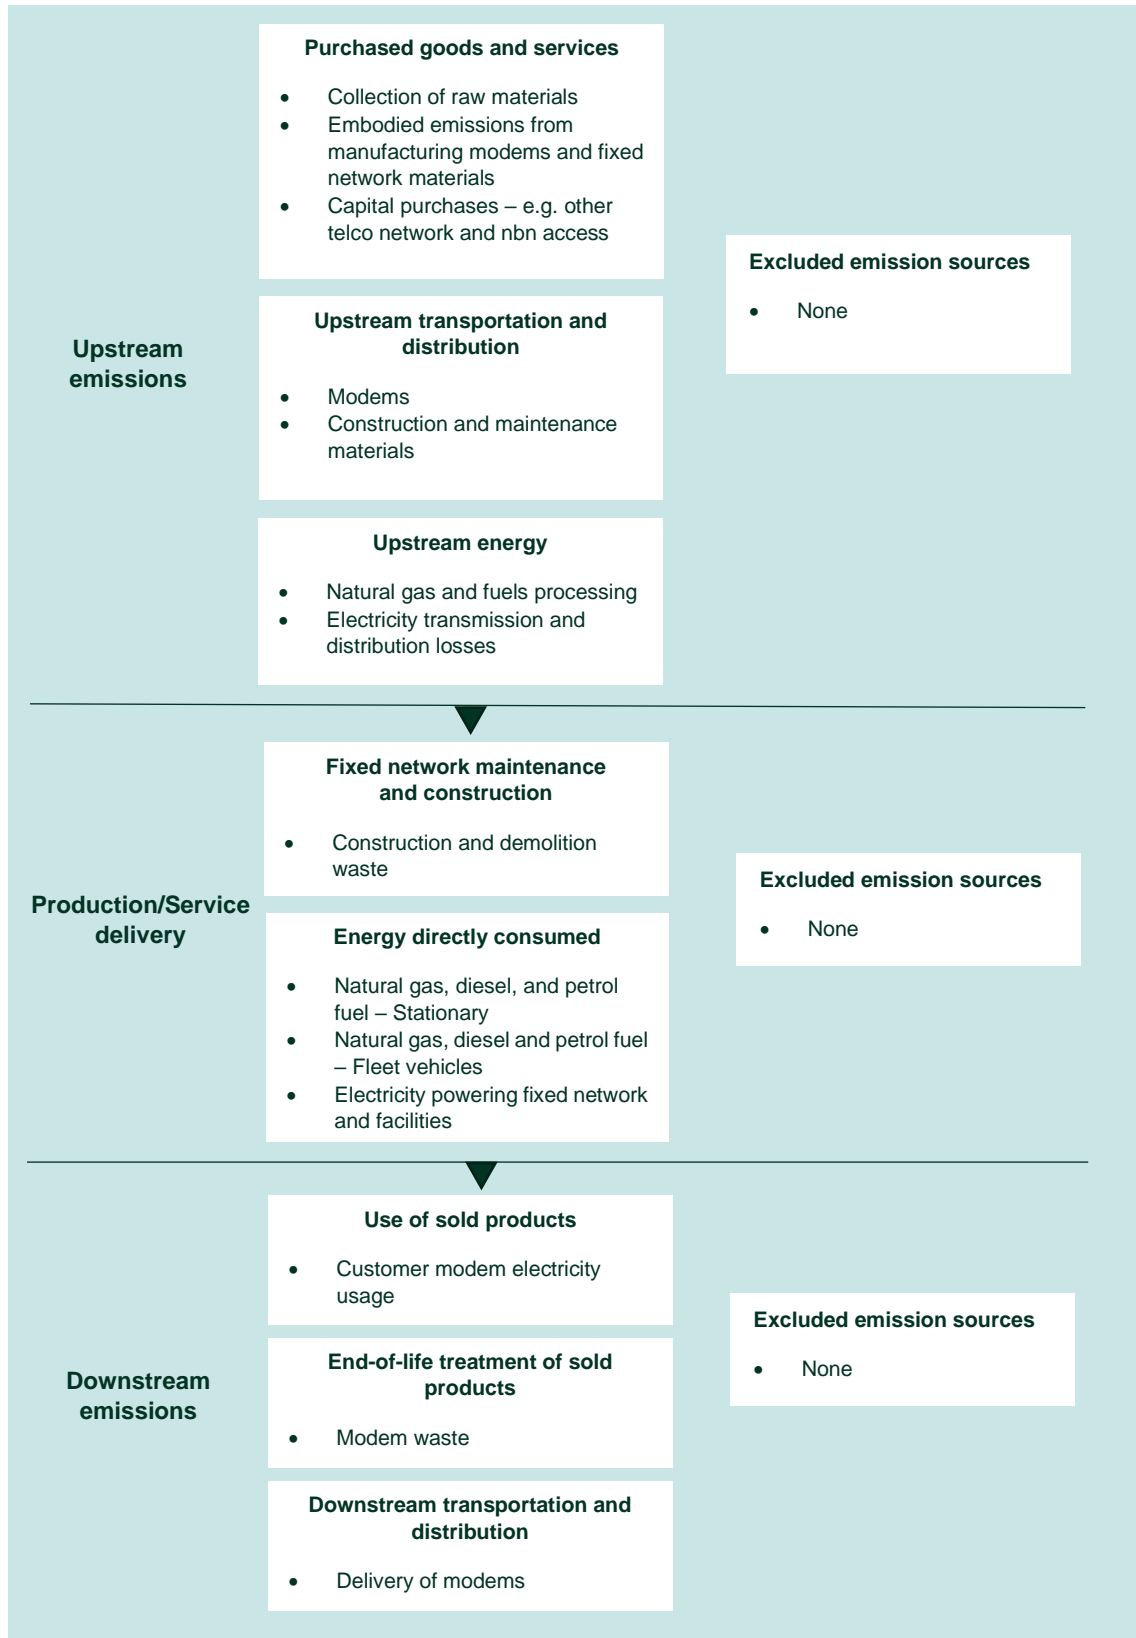 Upstream
emissions
Purchased goods and services
• Collection of raw materials
• Embodied emissions from
manufacturing modems and fixed
network materials
• Capital purchases – e.g. other
telco network and nbn access
Upstream transportation and
distribution
• Modems
• Construction and maintenance
materials
Upstream energy
• Natural gas and fuels processing
• Electricity transmission and
distribution losses
Excluded emission sources
• None
Production/Service
delivery
Fixed network maintenance
and construction
• Construction and demolition
waste
Energy directly consumed
• Natural gas, diesel, and petrol
fuel – Stationary
• Natural gas, diesel and petrol fuel
– Fleet vehicles
• Electricity powering fixed network
and facilities
Excluded emission sources
• None
Downstream
emissions
Use of sold products
• Customer modem electricity
usage
End-of-life treatment of sold
products
• Modem waste
Downstream transportation and
distribution
• Delivery of modems
Excluded emission sources
• None